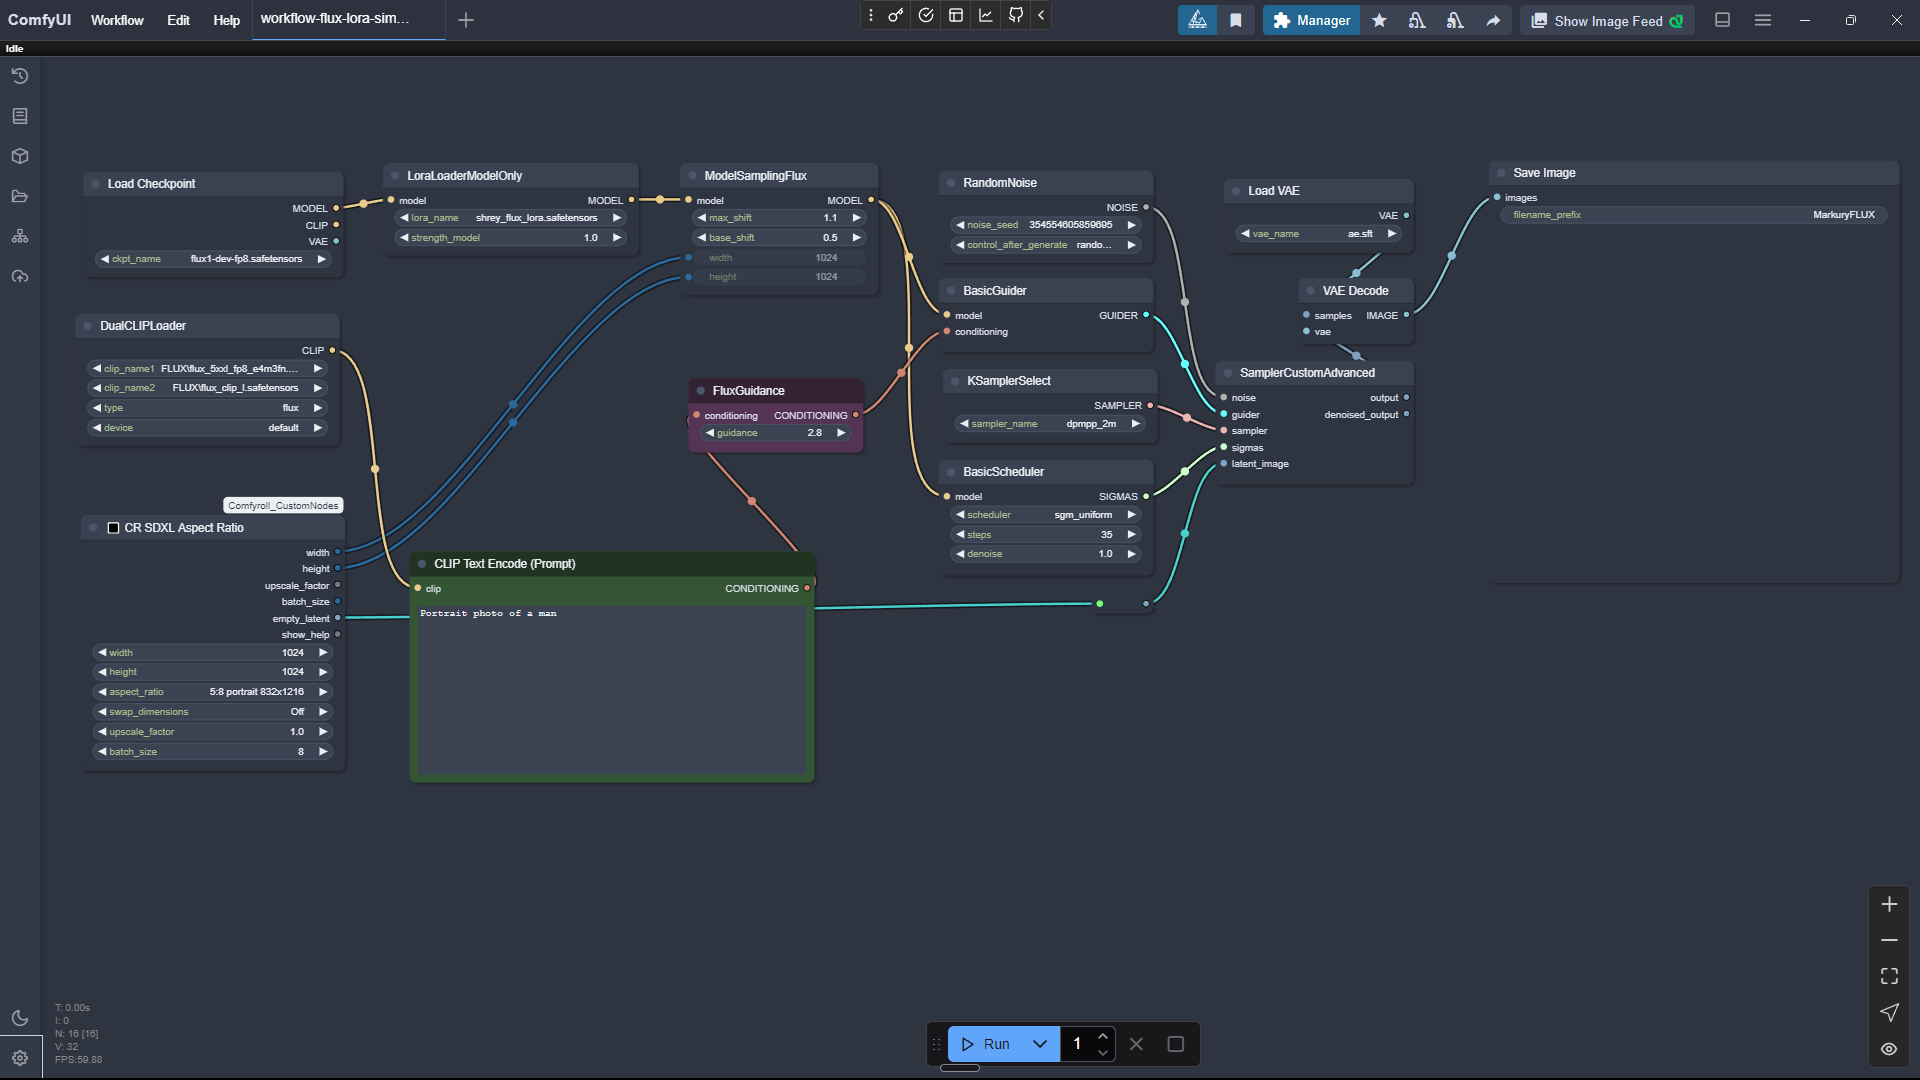 ComfyUI Workflow Edit Help workflow-flux-lora-sim... Manager Show Image Feed
Idle
Load Checkpoint
MODEL
CLIP
VAE
ckpt_name flux1-dev-fp8.safetensors
LoraLoaderModelOnly
model MODEL
lora_name shrey_flux_lora.safetensors
strength_model 1.0
ModelSamplingFlux
model MODEL
max_shift 1.1
base_shift 0.5
width 1024
height 1024
RandomNoise
NOISE
noise_seed 354554605859695
control_after_generate rando...
Load VAE
VAE
vae_name ae.sft
Save Image
images
filename_prefix MarkuryFLUX
DualCLIPLoader
CLIP
clip_name1 FLUX\flux_5xxl_fp8_e4m3fn....
clip_name2 FLUX\flux_clip_l.safetensors
type flux
device default
BasicGuider
model GUIDER
conditioning
VAE Decode
samples IMAGE
vae
FluxGuidance
conditioning CONDITIONING
guidance 2.8
KSamplerSelect
SAMPLER
sampler_name dpmpp_2m
SamplerCustomAdvanced
noise output
guider denoised_output
sampler
sigmas
latent_image
BasicScheduler
model SIGMAS
scheduler sgm_uniform
steps 35
denoise 1.0
Comfyroll_CustomNodes
CR SDXL Aspect Ratio
width
height
upscale_factor
batch_size
empty_latent
show_help
width 1024
height 1024
aspect_ratio 5:8 portrait 832x1216
swap_dimensions Off
upscale_factor 1.0
batch_size 8
CLIP Text Encode (Prompt)
clip CONDITIONING
Portrait photo of a man
T: 0.00s
I: 0
N: 16 [16]
V: 32
FPS:59.88
Run 1